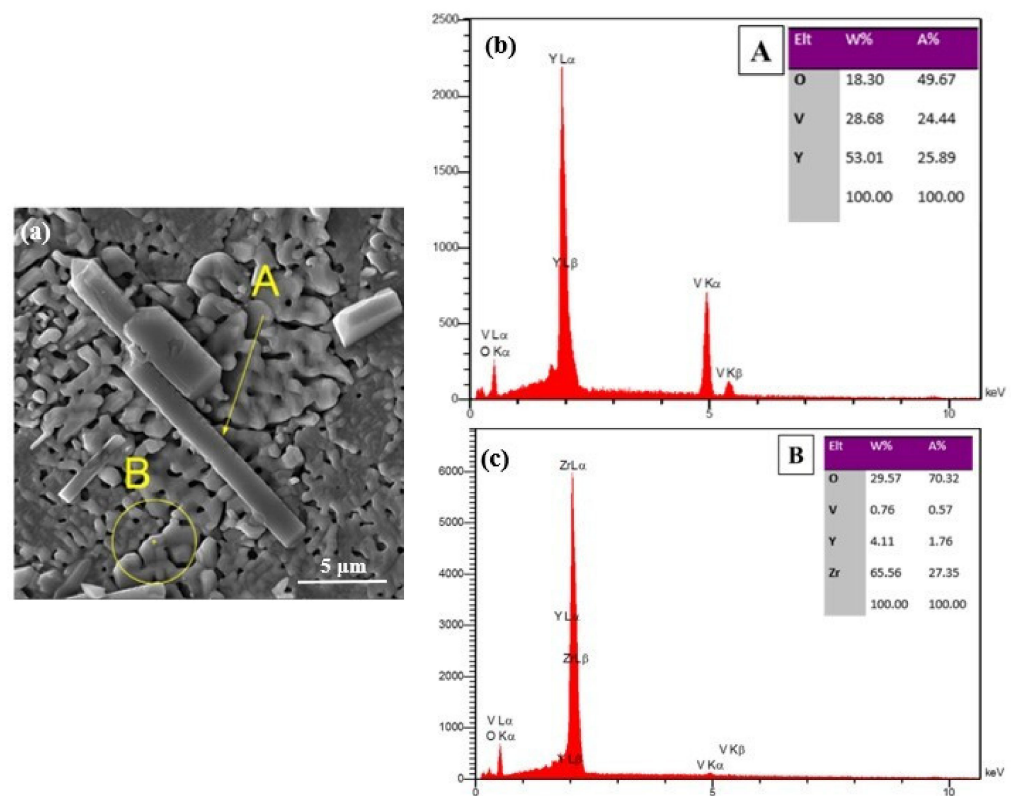 (a)
A
B
5 μm
(b)
A
Elt W% A%
O 18.30 49.67
V 28.68 24.44
Y 53.01 25.89
100.00 100.00
2500
2000
1500
1000
500
0
Y Lα
Y Lβ
V Lα
O Kα
V Kα
V Kβ
0 5 10 keV
(c)
B
Elt W% A%
O 29.57 70.32
V 0.76 0.57
Y 4.11 1.76
Zr 65.56 27.35
100.00 100.00
6000
5000
4000
3000
2000
1000
0
ZrLα
Y Lα
ZrLβ
V Lα
O Kα
Y Lβ
V Kβ
V Kα
0 5 10 keV